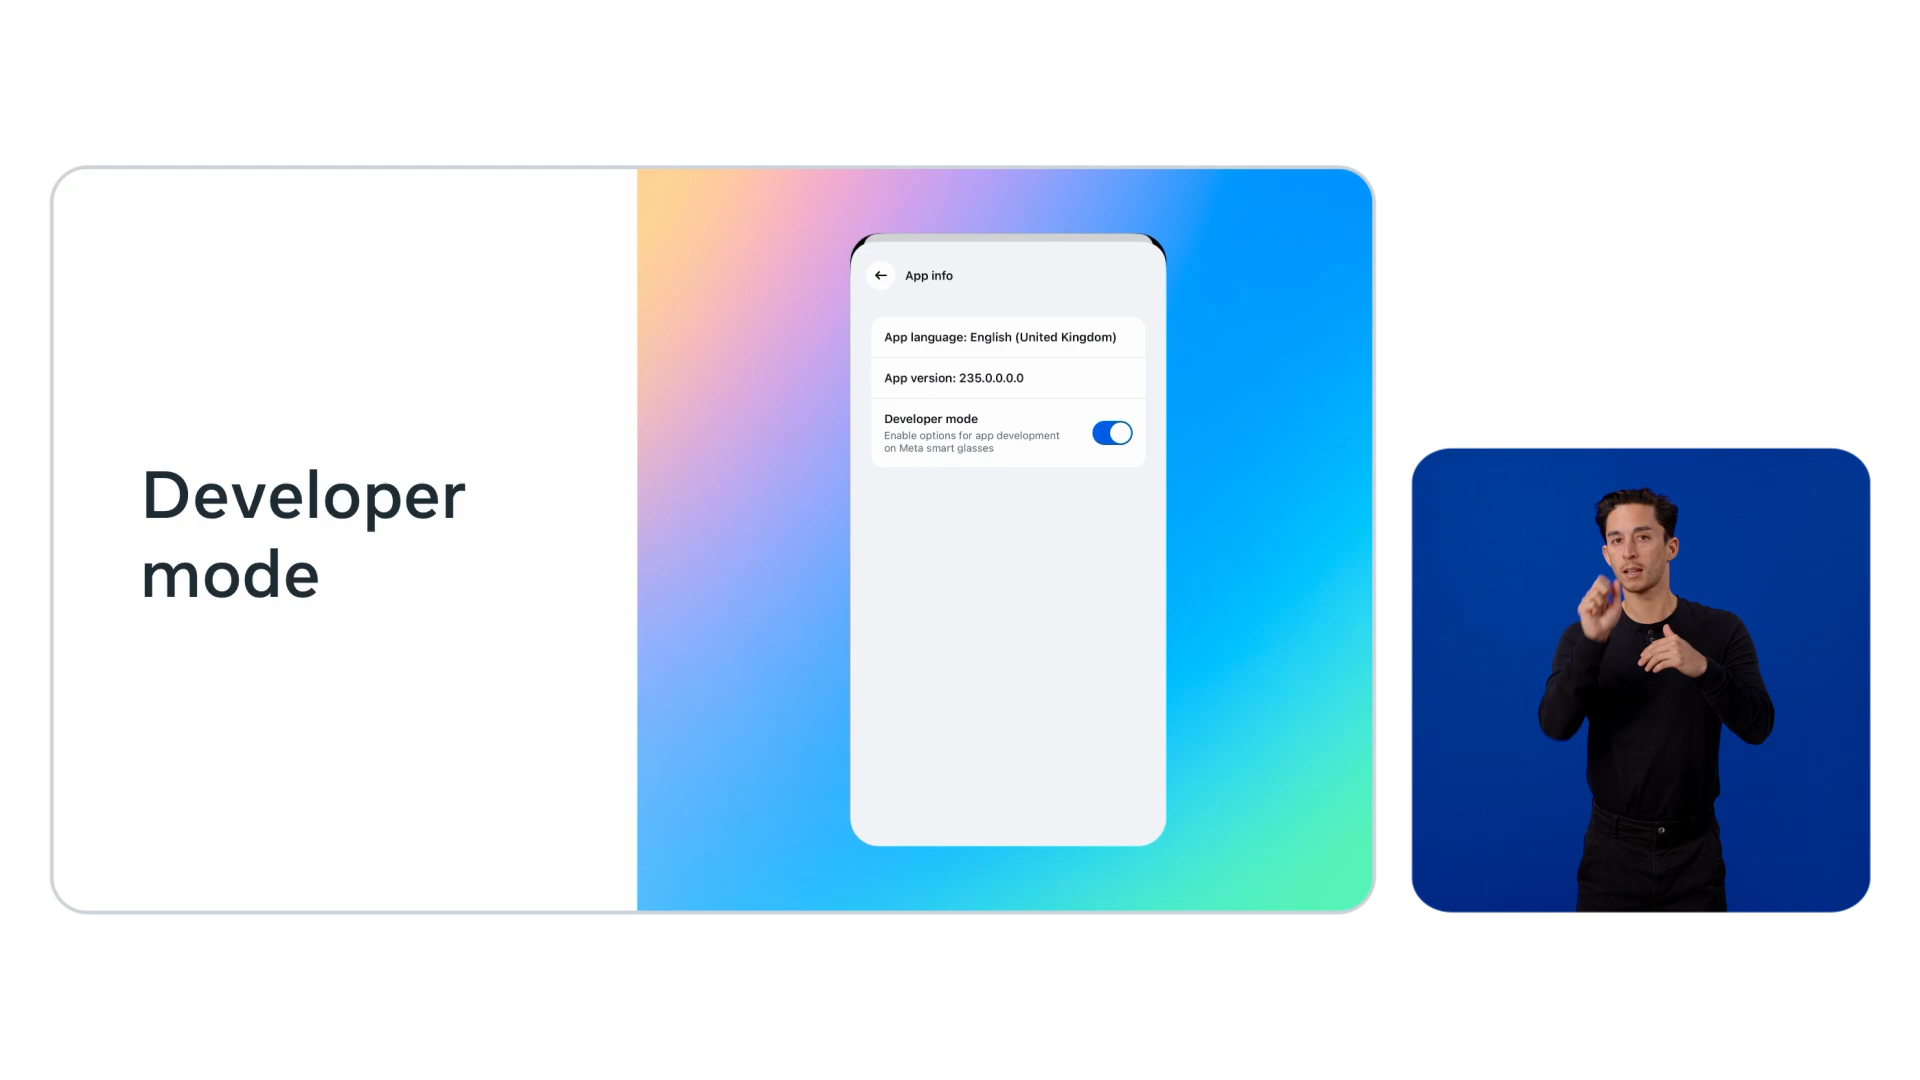 Developer
mode
App info
App language: English (United Kingdom)
App version: 235.0.0.0.0
Developer mode
Enable options for app development
on Meta smart glasses